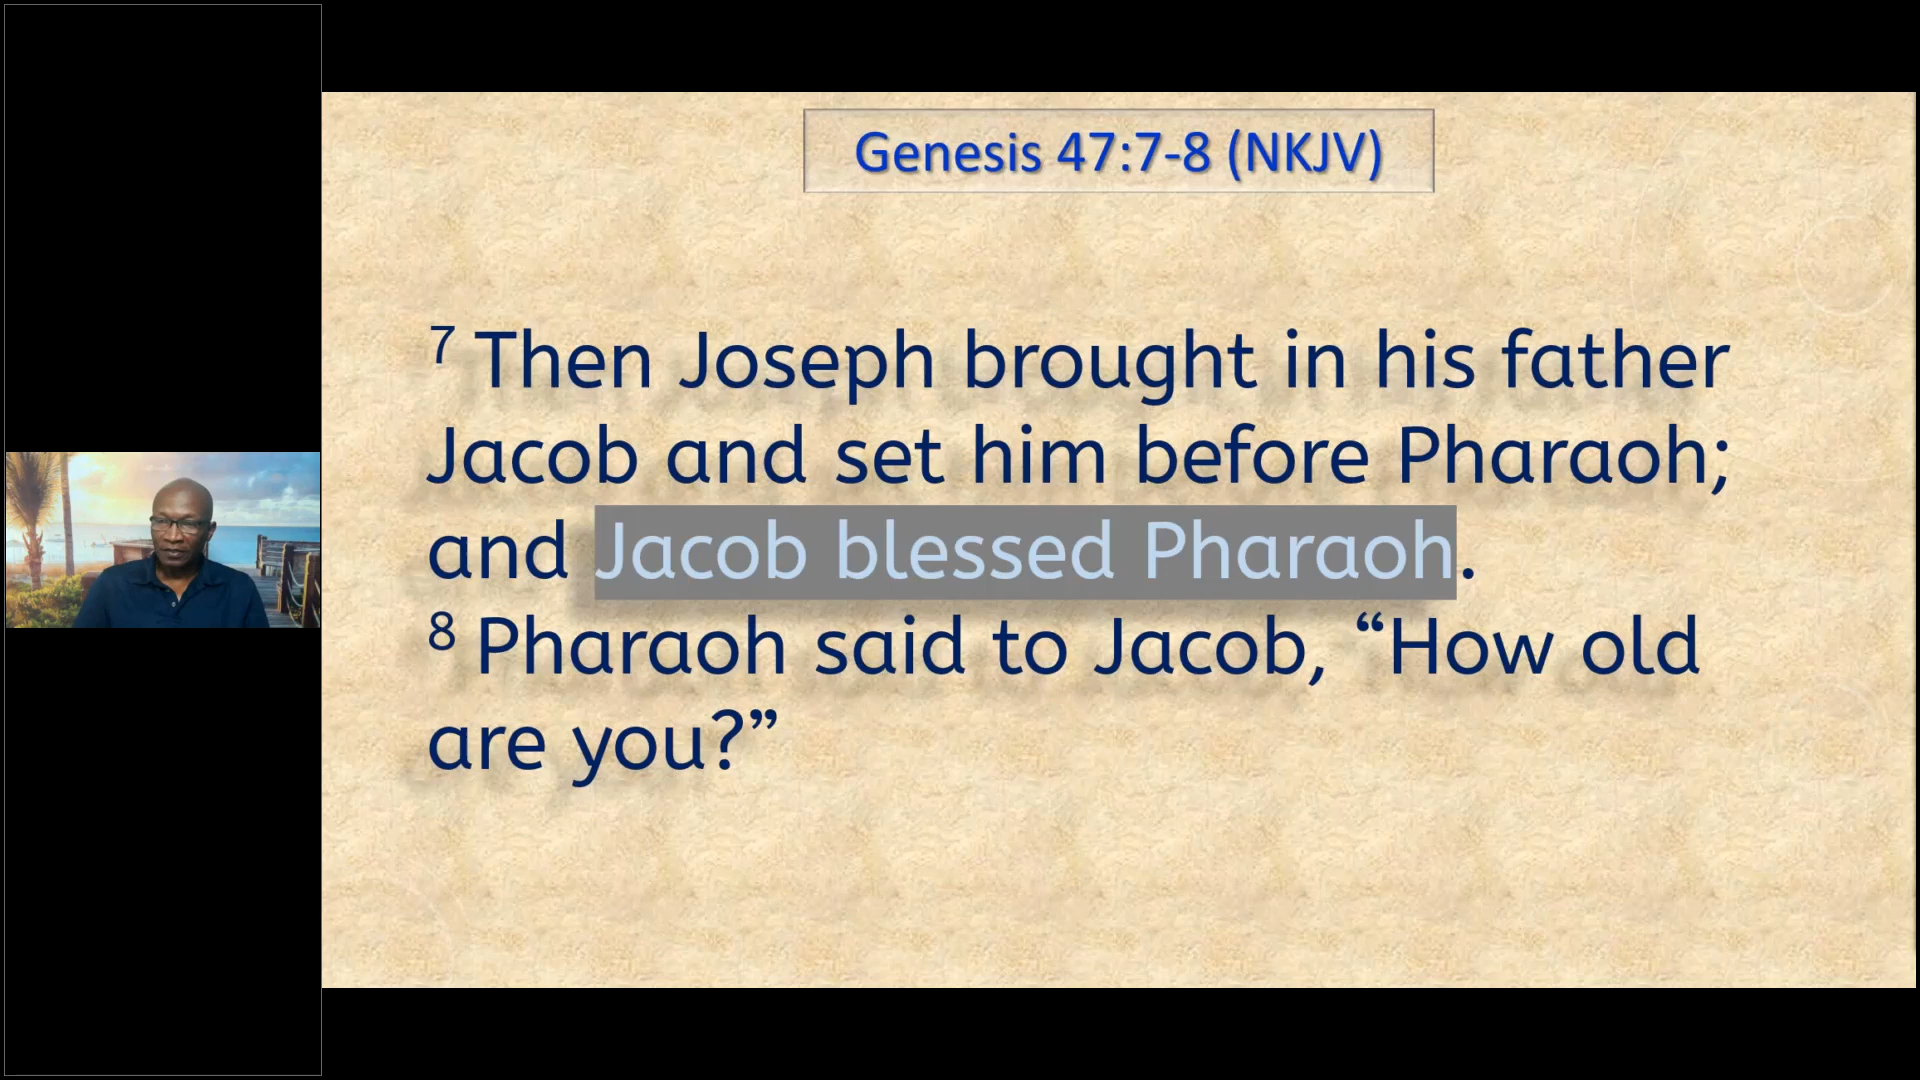 Genesis 47:7-8 (NKJV)
7 Then Joseph brought in his father
Jacob and set him before Pharaoh;
and Jacob blessed Pharaoh.
8 Pharaoh said to Jacob, “How old
are you?”